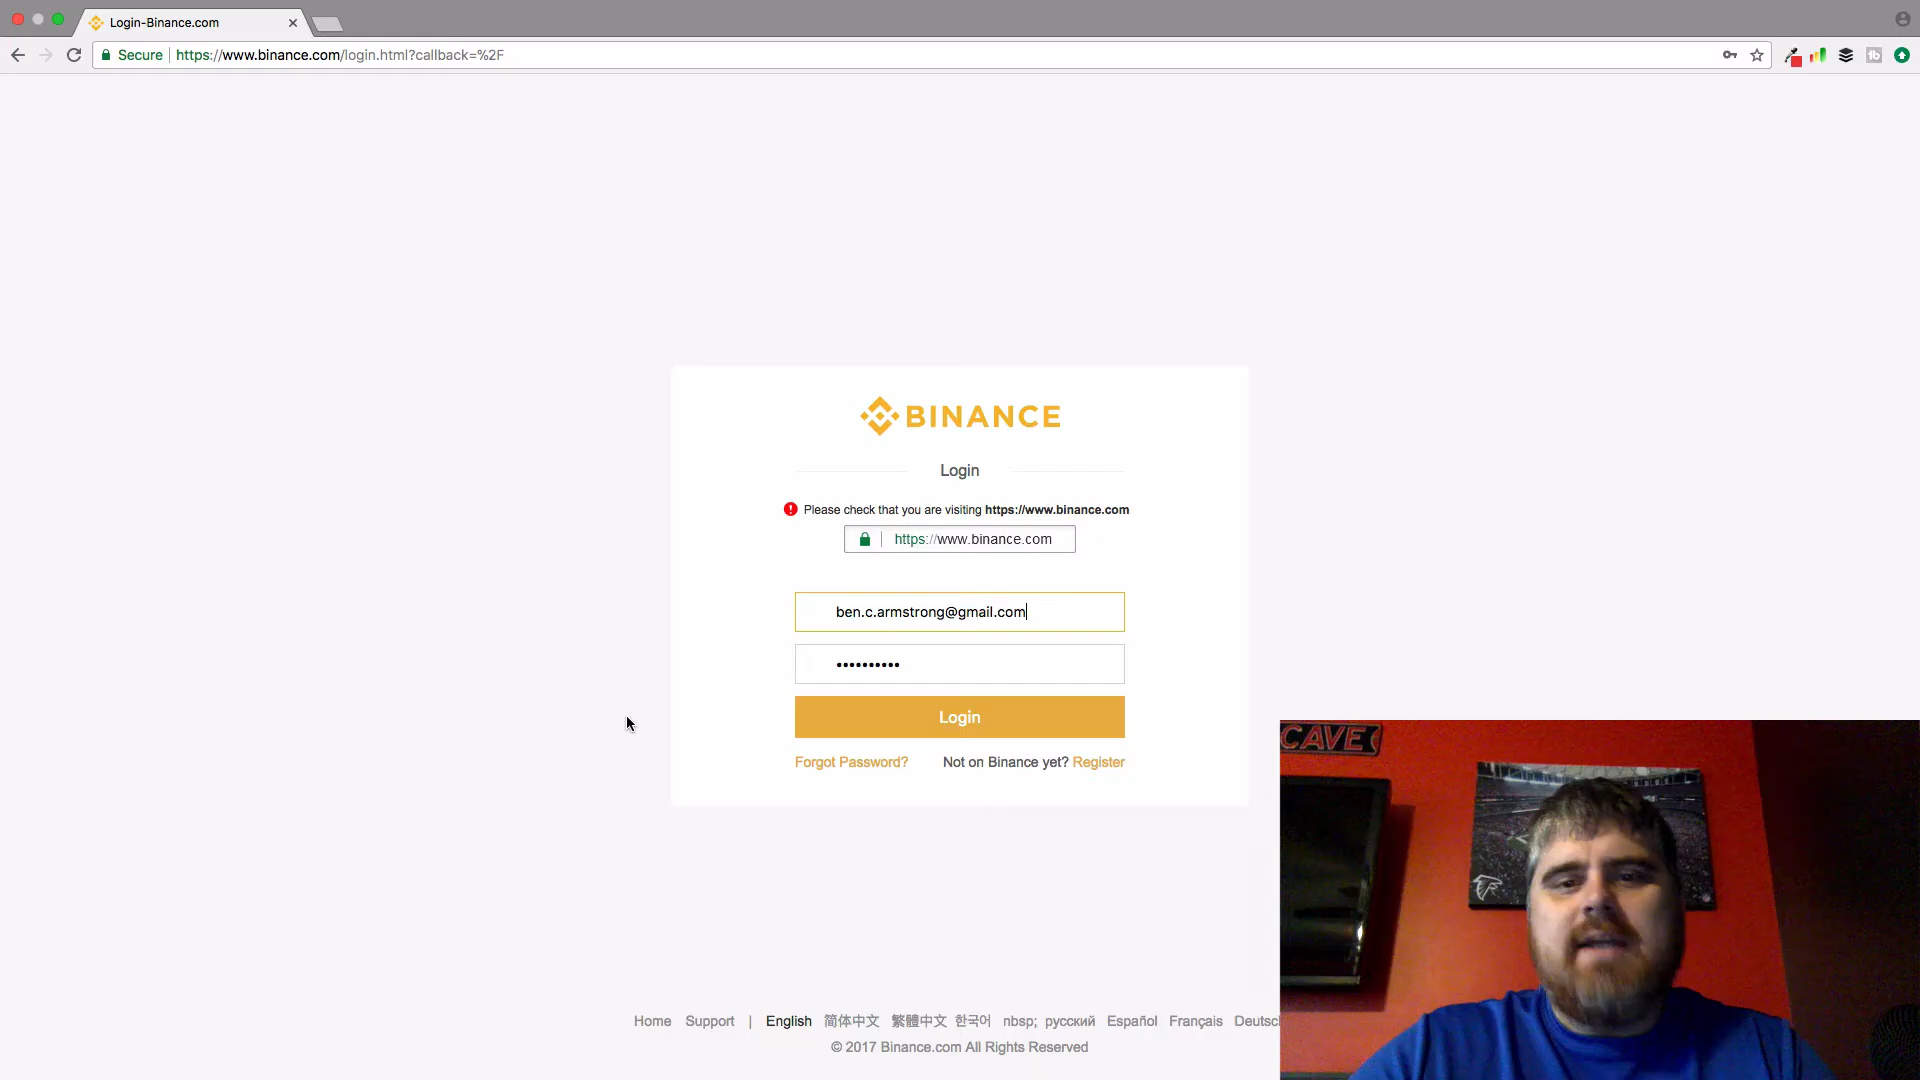 Login-Binance.com
Secure https://www.binance.com/login.html?callback=%2F
BINANCE
Login
Please check that you are visiting https://www.binance.com
https://www.binance.com
ben.c.armstrong@gmail.com
••••••••••
Login
Forgot Password? Not on Binance yet? Register
CAVE
Home Support | English 简体中文 繁體中文 한국어 nbsp; русский Español Français Deutsc
© 2017 Binance.com All Rights Reserved